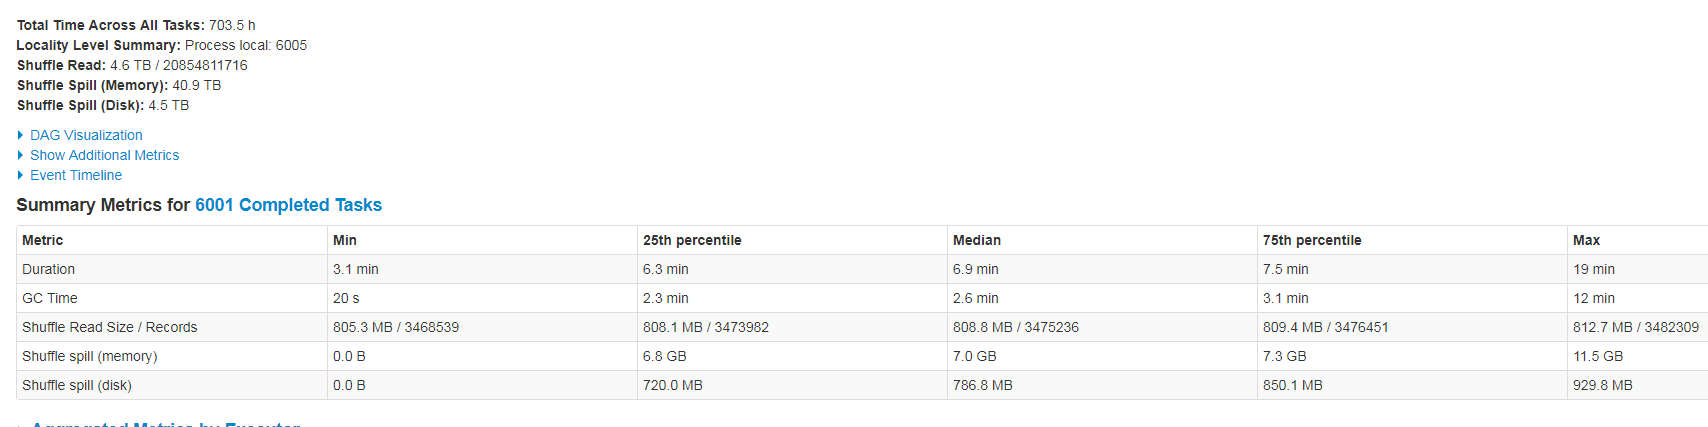 Total Time Across All Tasks: 703.5 h
Locality Level Summary: Process local: 6005
Shuffle Read: 4.6 TB / 20854811716
Shuffle Spill (Memory): 40.9 TB
Shuffle Spill (Disk): 4.5 TB
DAG Visualization
Show Additional Metrics
Event Timeline
Summary Metrics for 6001 Completed Tasks
Metric Min 25th percentile Median 75th percentile Max
Duration 3.1 min 6.3 min 6.9 min 7.5 min 19 min
GC Time 20 s 2.3 min 2.6 min 3.1 min 12 min
Shuffle Read Size / Records 805.3 MB / 3468539 808.1 MB / 3473982 808.8 MB / 3475236 809.4 MB / 3476451 812.7 MB / 3482309
Shuffle spill (memory) 0.0 B 6.8 GB 7.0 GB 7.3 GB 11.5 GB
Shuffle spill (disk) 0.0 B 720.0 MB 786.8 MB 850.1 MB 929.8 MB
Aggregated Metrics by Executor